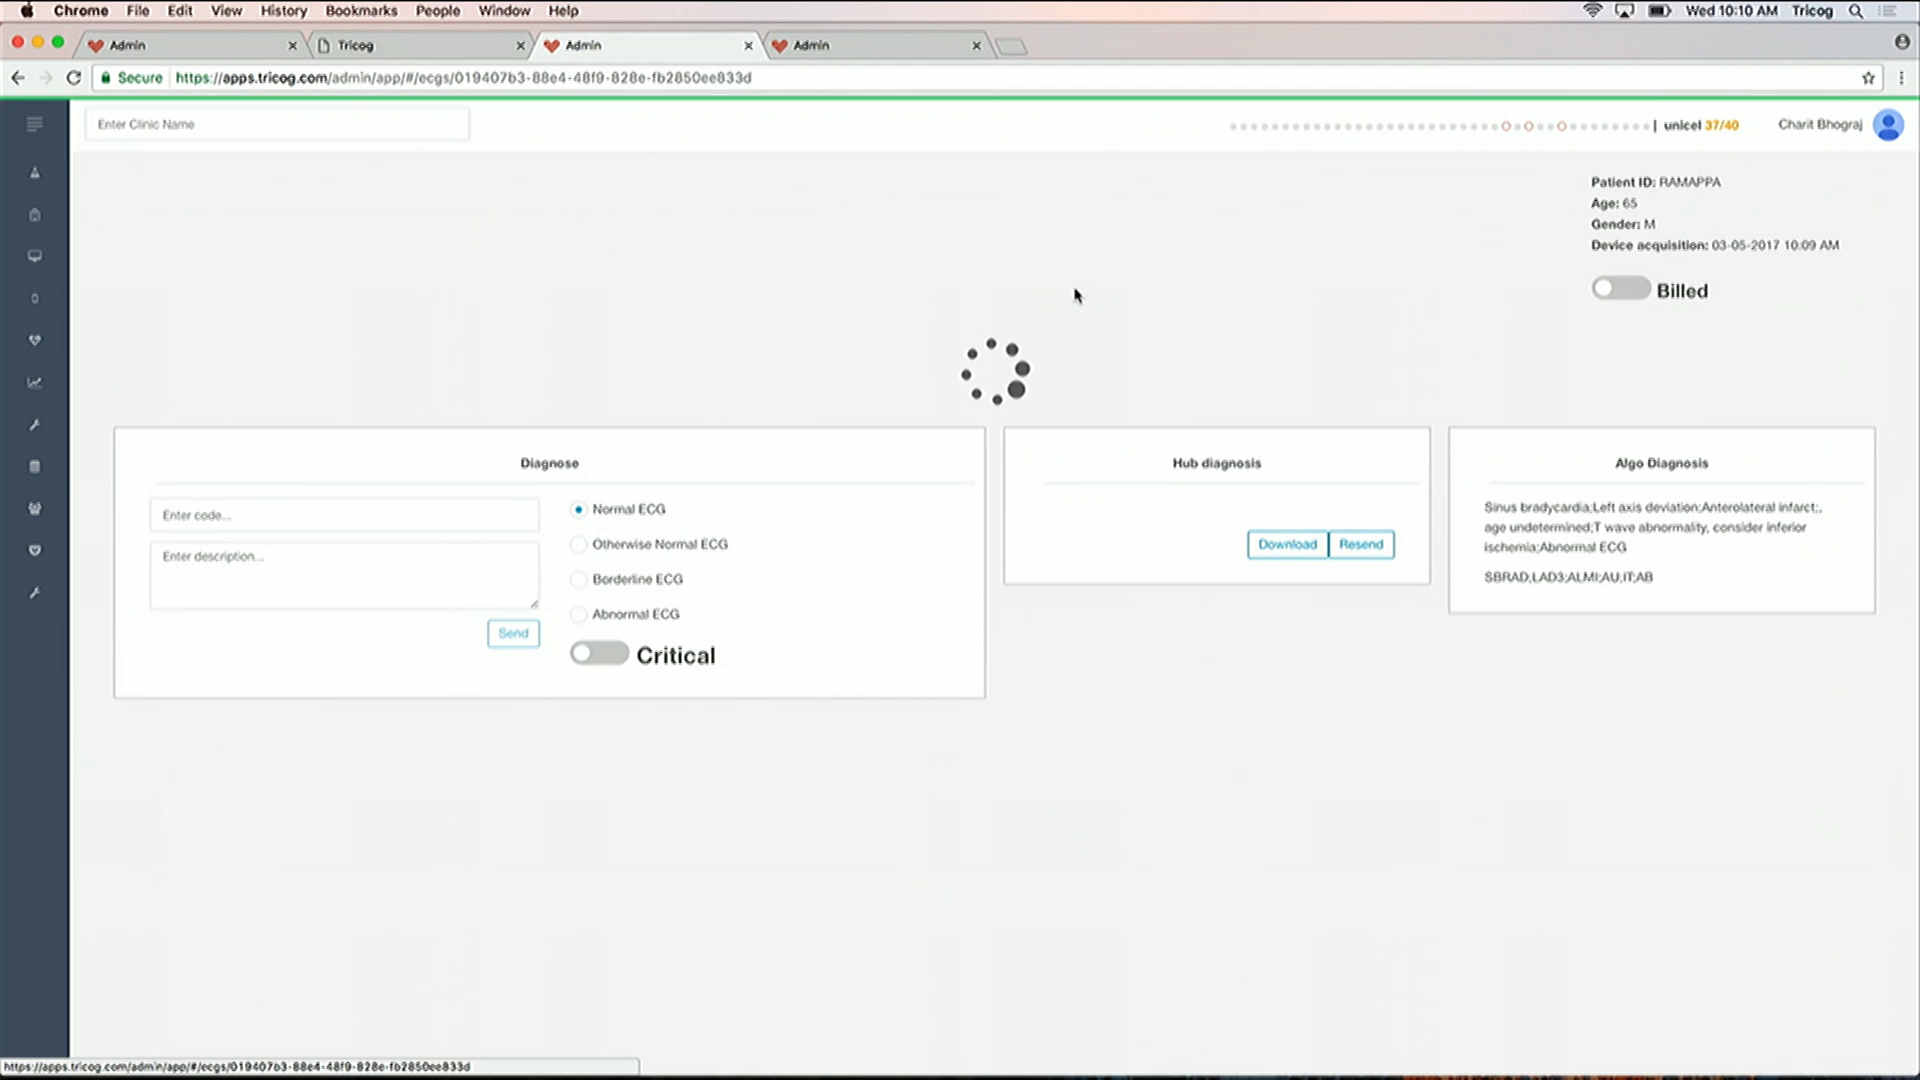 Chrome File Edit View History Bookmarks People Window Help Wed 10:10 AM Tricog
Admin Tricog Admin Admin
Secure https://apps.tricog.com/admin/app/#/ecgs/019407b3-88e4-48f9-828e-fb2850ee833d
Enter Clinic Name | unicel 37/40 Charit Bhograj
Patient ID: RAMAPPA
Age: 65
Gender: M
Device acquisition: 03-05-2017 10:09 AM
Billed
Diagnose
Enter code...
Enter description...
Send
Normal ECG
Otherwise Normal ECG
Borderline ECG
Abnormal ECG
Critical
Hub diagnosis
Download Resend
Algo Diagnosis
Sinus bradycardia;Left axis deviation;Anterolateral infarct;,
age undetermined;T wave abnormality, consider inferior
ischemia;Abnormal ECG
SBRAD;LAD3;ALMI;AU;IT;AB
https://apps.tricog.com/admin/app/#/ecgs/019407b3-88e4-48f9-828e-fb2850ee833d